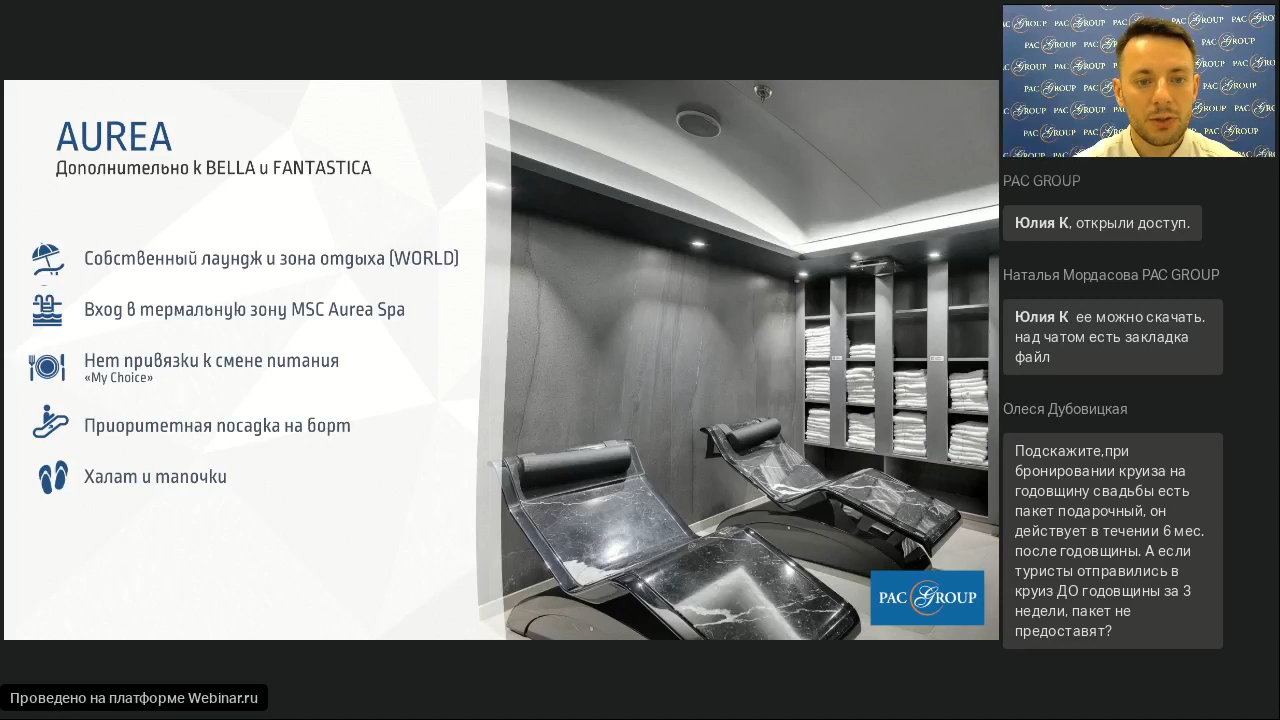 AUREA
Дополнительно к BELLA и FANTASTICA
Собственный лаундж и зона отдыха (WORLD)
Вход в термальную зону MSC Aurea Spa
Нет привязки к смене питания
«My Choice»
Приоритетная посадка на борт
Халат и тапочки
PAC GROUP
PAC GROUP
Юлия К, открыли доступ.
Наталья Мордасова PAC GROUP
Юлия К ее можно скачать.
над чатом есть закладка
файл
Олеся Дубовицкая
Подскажите,при
бронировании круиза на
годовщину свадьбы есть
пакет подарочный, он
действует в течении 6 мес.
после годовщины. А если
туристы отправились в
круиз ДО годовщины за 3
недели, пакет не
предоставят?
Проведено на платформе Webinar.ru